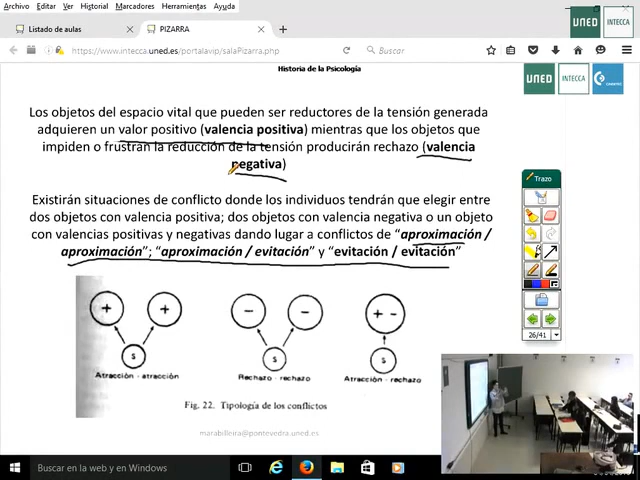 Archivo Editar Ver Historial Marcadores Herramientas Ayuda
Listado de aulas
PIZARRA
https://www.intecca.uned.es/portalavip/salaPizarra.php
Buscar
Historia de la Psicología
UNED
INTECCA
UNED
INTECCA
Los objetos del espacio vital que pueden ser reductores de la tensión generada
adquieren un valor positivo (valencia positiva) mientras que los objetos que
impiden o frustran la reducción de la tensión producirán rechazo (valencia
negativa)
Existirán situaciones de conflicto donde los individuos tendrán que elegir entre
dos objetos con valencia positiva; dos objetos con valencia negativa o un objeto
con valencias positivas y negativas dando lugar a conflictos de “aproximación /
aproximación”; “aproximación / evitación” y “evitación / evitación”
Trazo
26/41
+ + − − + −
S S S
Atracción - atracción
Rechazo - rechazo
Atracción - rechazo
Fig. 22. Tipología de los conflictos
marabilleira@pontevedra.uned.es
Buscar en la web y en Windows